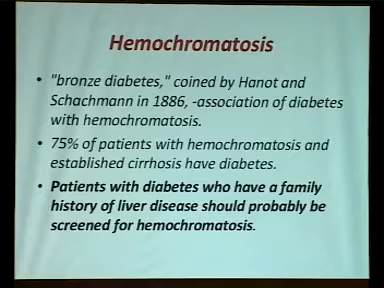 Hemochromatosis
• "bronze diabetes," coined by Hanot and
Schachmann in 1886, -association of diabetes
with hemochromatosis.
• 75% of patients with hemochromatosis and
established cirrhosis have diabetes.
• Patients with diabetes who have a family
history of liver disease should probably be
screened for hemochromatosis.